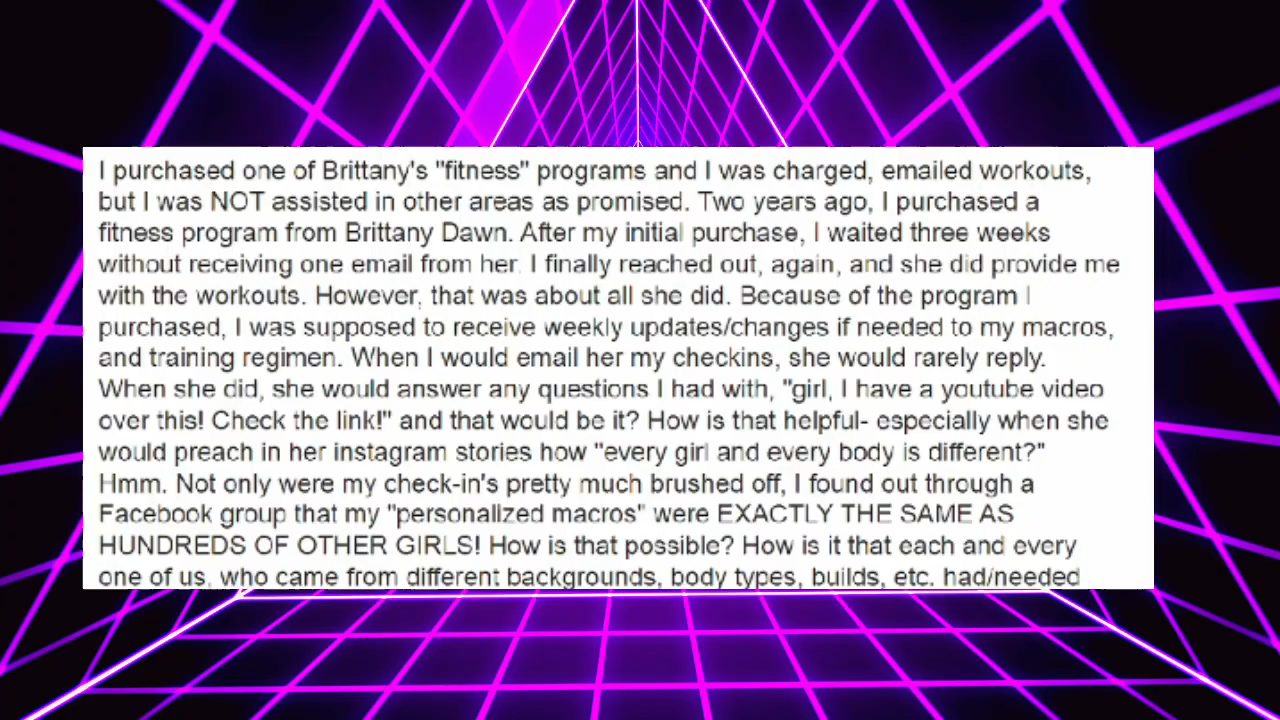 I purchased one of Brittany's "fitness" programs and I was charged, emailed workouts,
but I was NOT assisted in other areas as promised. Two years ago, I purchased a
fitness program from Brittany Dawn. After my initial purchase, I waited three weeks
without receiving one email from her. I finally reached out, again, and she did provide me
with the workouts. However, that was about all she did. Because of the program I
purchased, I was supposed to receive weekly updates/changes if needed to my macros,
and training regimen. When I would email her my checkins, she would rarely reply.
When she did, she would answer any questions I had with, "girl, I have a youtube video
over this! Check the link!" and that would be it? How is that helpful- especially when she
would preach in her instagram stories how "every girl and every body is different?"
Hmm. Not only were my check-in's pretty much brushed off, I found out through a
Facebook group that my "personalized macros" were EXACTLY THE SAME AS
HUNDREDS OF OTHER GIRLS! How is that possible? How is it that each and every
one of us, who came from different backgrounds, body types, builds, etc. had/needed